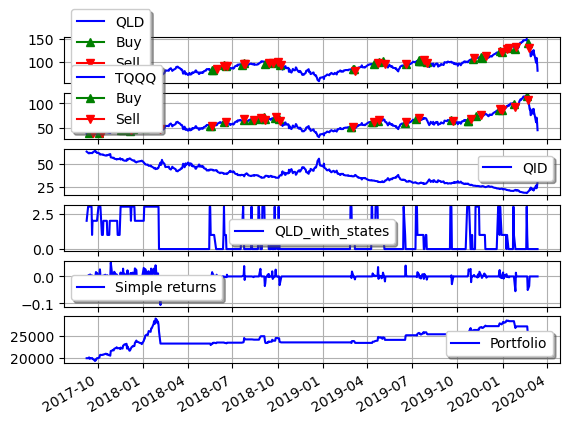 QLD
Buy
Sell
150
100
TQQQ
Buy
Sell
100
50
QID
50
25
QLD_with_states
2.5
0.0
Simple returns
0.0
−0.1
Portfolio
25000
20000
2017-10
2018-01
2018-04
2018-07
2018-10
2019-01
2019-04
2019-07
2019-10
2020-01
2020-04